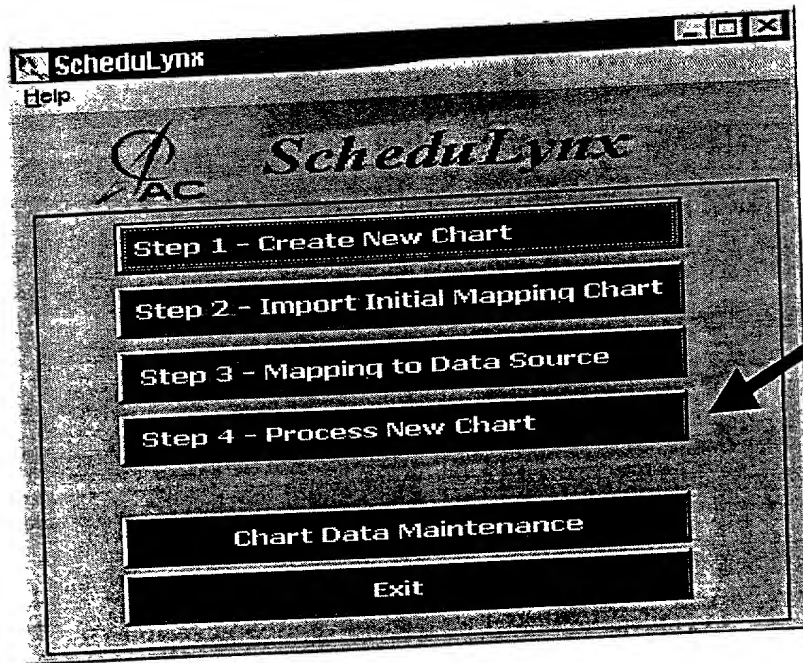 ScheduLynx
Help
AC
ScheduLynx
Step 1 - Create New Chart
Step 2 - Import Initial Mapping Chart
Step 3 - Mapping to Data Source
Step 4 - Process New Chart
Chart Data Maintenance
Exit